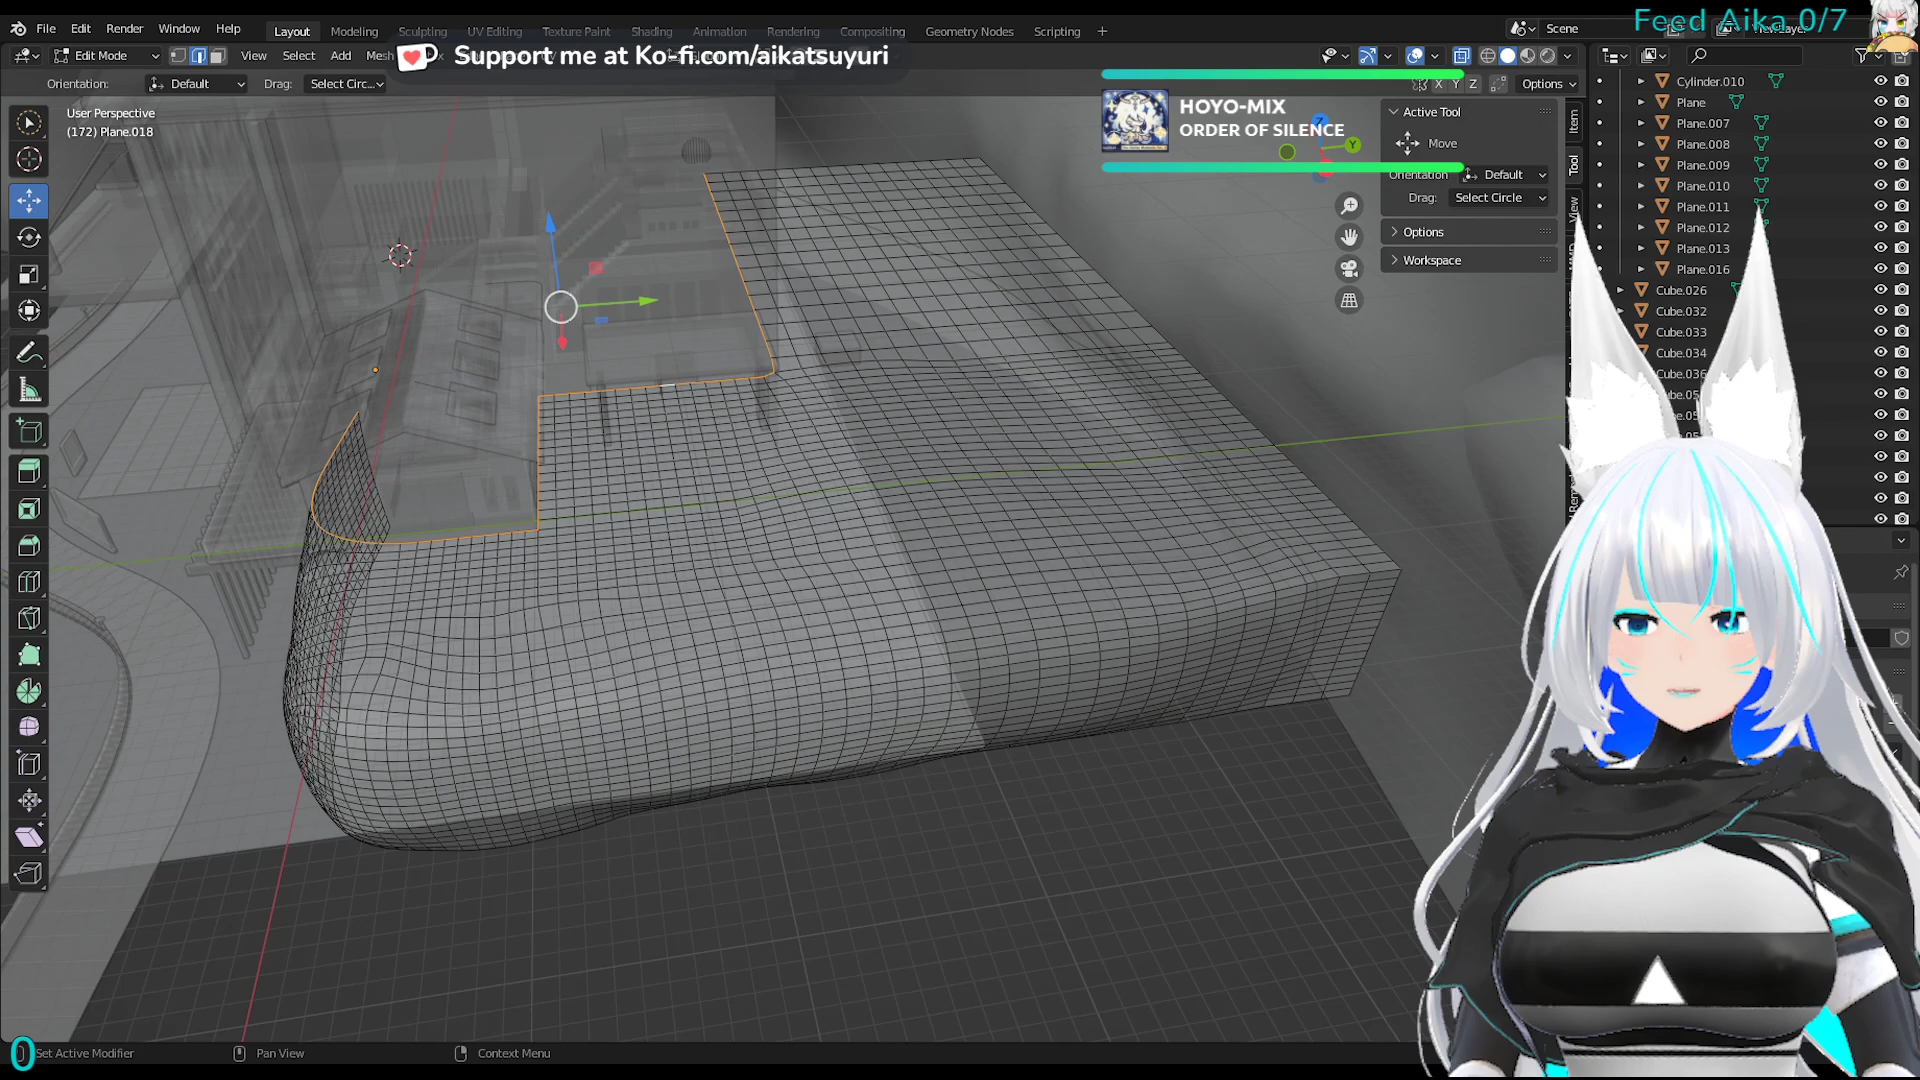 File Edit Render Window Help Layout Modeling Sculpting UV Editing Texture Paint Shading Animation Rendering Compositing Geometry Nodes Scripting +
Scene
Feed Aika 0/7
Edit Mode View Select Add Mesh
Support me at Ko-fi.com/aikatsuyuri
Orientation: Default Drag: Select Circ... X Y Z Options
User Perspective
(172) Plane.018
HOYO-MIX
ORDER OF SILENCE
Z
Y
Active Tool
Move
Orientation Default
Drag: Select Circle
Options
Workspace
Item
Tool
View
Cylinder.010
Plane
Plane.007
Plane.008
Plane.009
Plane.010
Plane.011
Plane.012
Plane.013
Plane.016
Cube.026
Cube.032
Cube.033
Cube.034
Cube.036
0
Set Active Modifier
Pan View
Context Menu